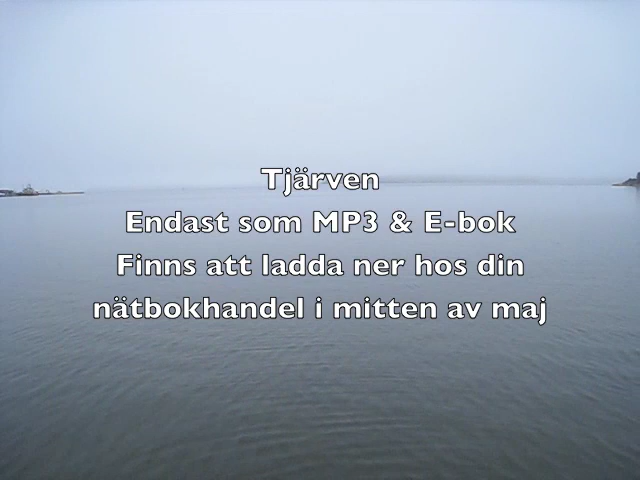 Tjärven
Endast som MP3 & E-bok
Finns att ladda ner hos din
nätbokhandel i mitten av maj